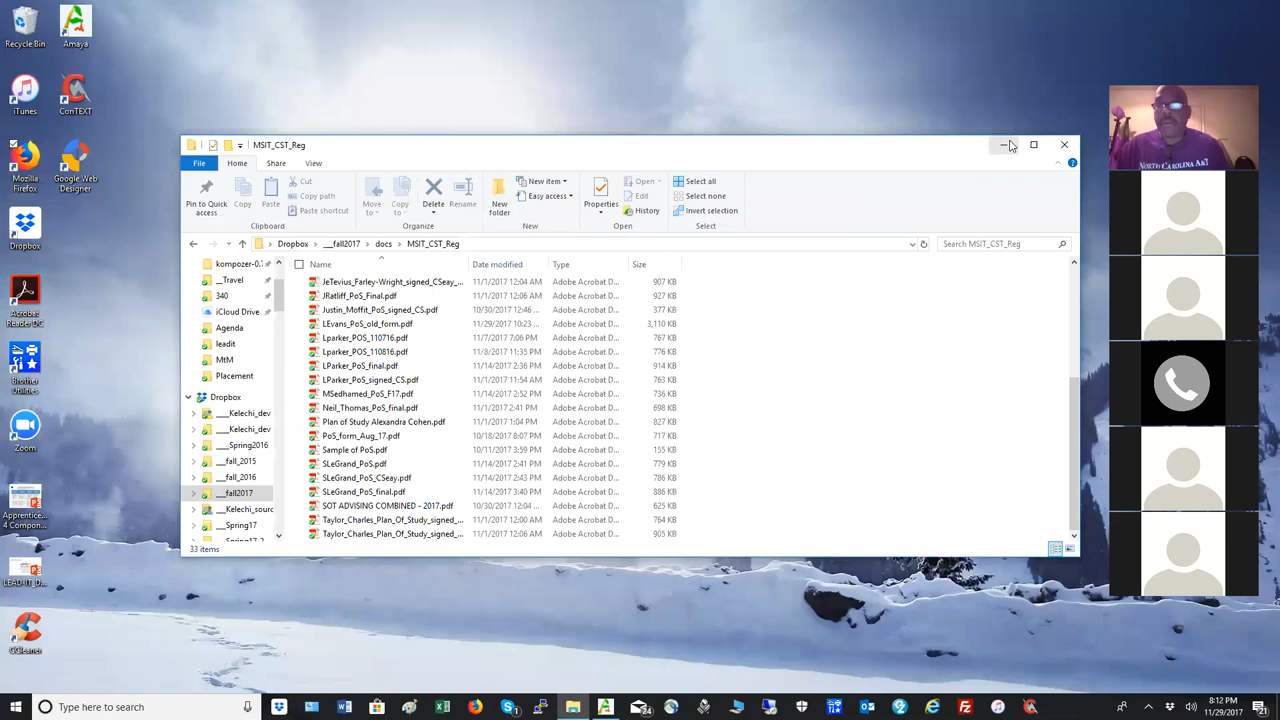 Recycle Bin
Amaya
iTunes
ConTEXT
Mozilla Firefox
Google Web Designer
Dropbox
Acrobat Reader DC
Brother Utilities
Zoom
Apprentice... 4 Compon...
LEAD-IT_D...
CCleaner
MSIT_CST_Reg
File Home Share View
Pin to Quick access
Copy
Paste
Cut
Copy path
Paste shortcut
Clipboard
Move to
Copy to
Delete
Rename
Organize
New folder
New item
Easy access
New
Properties
Open
Edit
History
Open
Select all
Select none
Invert selection
Select
Dropbox > ___fall2017 > docs > MSIT_CST_Reg
Search MSIT_CST_Reg
kompozer-0.
__Travel
340
iCloud Drive
Agenda
leadit
MtM
Placement
Dropbox
____Kelechi_dev
____Kelechi_dev
____Spring2016
___fall_2015
___fall_2016
___fall2017
___Kelechi_sourc
___Spring17
Name Date modified Type Size
JeTevius_Farley-Wright_signed_CSeay_... 11/1/2017 12:04 AM Adobe Acrobat D... 907 KB
JRatliff_PoS_Final.pdf 11/1/2017 12:06 AM Adobe Acrobat D... 927 KB
Justin_Moffit_PoS_signed_CS.pdf 10/30/2017 12:46 ... Adobe Acrobat D... 377 KB
LEvans_PoS_old_form.pdf 11/29/2017 10:23 ... Adobe Acrobat D... 3,110 KB
Lparker_POS_110716.pdf 11/7/2017 7:06 PM Adobe Acrobat D... 767 KB
Lparker_POS_110816.pdf 11/8/2017 11:35 PM Adobe Acrobat D... 776 KB
LParker_PoS_final.pdf 11/14/2017 2:36 PM Adobe Acrobat D... 914 KB
LParker_PoS_signed_CS.pdf 11/1/2017 11:54 AM Adobe Acrobat D... 763 KB
MSedhamed_PoS_F17.pdf 11/14/2017 2:52 PM Adobe Acrobat D... 736 KB
Neil_Thomas_PoS_final.pdf 11/1/2017 2:41 PM Adobe Acrobat D... 698 KB
Plan of Study Alexandra Cohen.pdf 11/1/2017 1:04 PM Adobe Acrobat D... 827 KB
PoS_form_Aug_17.pdf 10/18/2017 8:07 PM Adobe Acrobat D... 717 KB
Sample of PoS.pdf 10/11/2017 3:59 PM Adobe Acrobat D... 155 KB
SLeGrand_PoS.pdf 11/14/2017 2:41 PM Adobe Acrobat D... 779 KB
SLeGrand_PoS_CSeay.pdf 11/14/2017 2:43 PM Adobe Acrobat D... 786 KB
SLeGrand_PoS_final.pdf 11/14/2017 3:40 PM Adobe Acrobat D... 886 KB
SOT ADVISING COMBINED - 2017.pdf 10/30/2017 12:04 ... Adobe Acrobat D... 625 KB
Taylor_Charles_Plan_Of_Study_signed_... 11/1/2017 12:00 AM Adobe Acrobat D... 764 KB
Taylor_Charles_Plan_Of_Study_signed_... 11/1/2017 12:06 AM Adobe Acrobat D... 905 KB
33 items
NORTH CAROLINA A&T
Type here to search
24
8:12 PM
11/29/2017